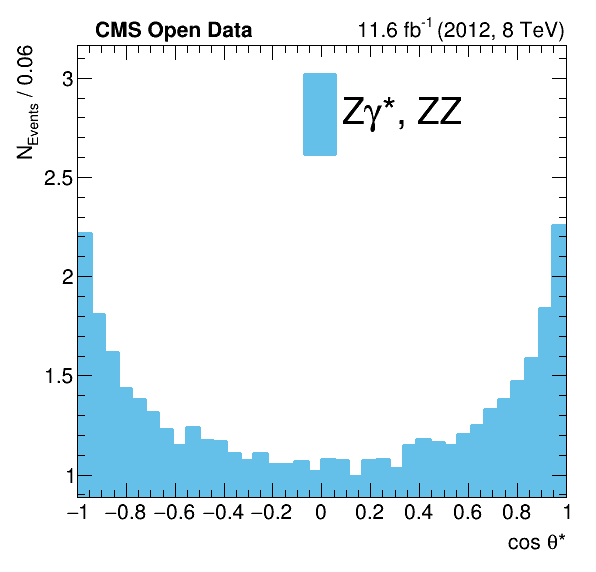 CMS Open Data 11.6 fb⁻¹ (2012, 8 TeV)
N_Events / 0.06
Zγ*, ZZ
3
2.5
2
1.5
1
−1 −0.8 −0.6 −0.4 −0.2 0 0.2 0.4 0.6 0.8 1
cos θ*